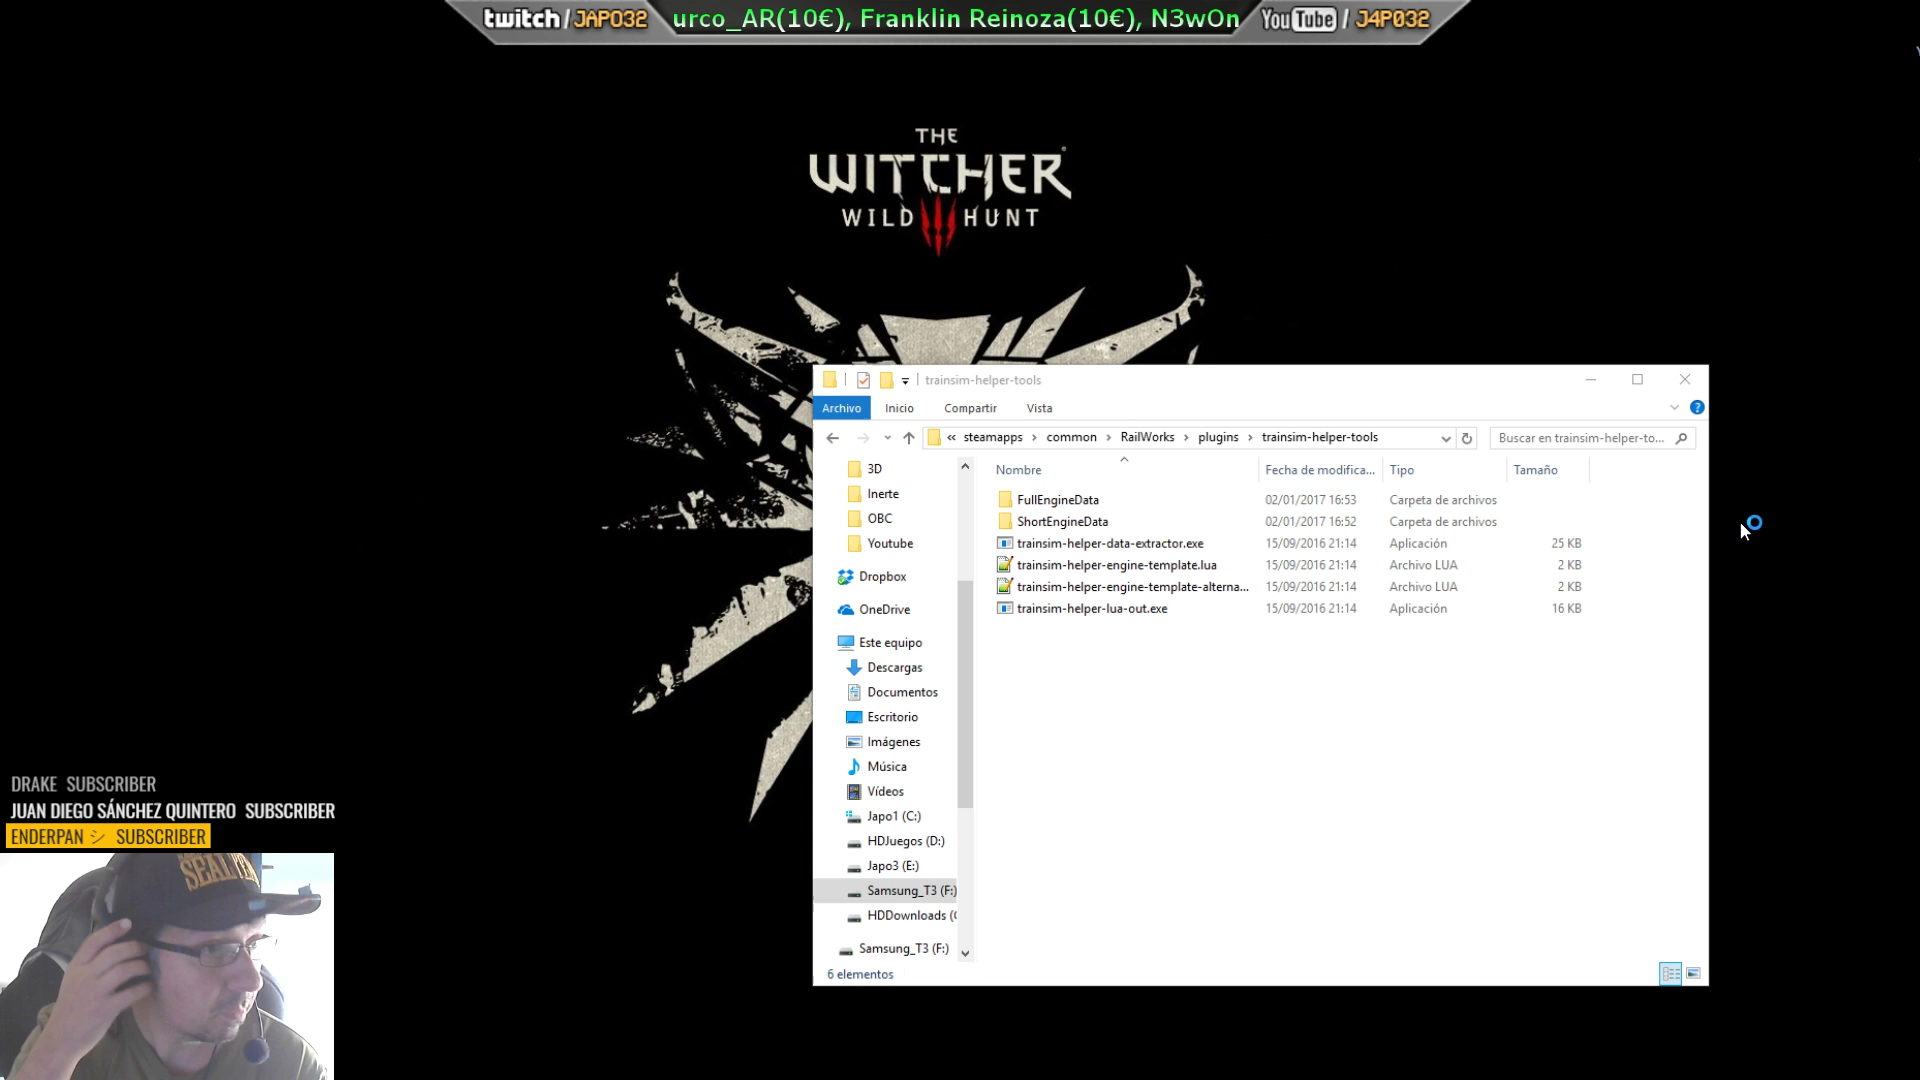 twitch / JAPO32
urco_AR(10€), Franklin Reinoza(10€), N3wOn
YouTube / J4P032
THE
WITCHER
WILD HUNT
trainsim-helper-tools
Archivo Inicio Compartir Vista
« steamapps › common › RailWorks › plugins › trainsim-helper-tools
Buscar en trainsim-helper-to...
3D
Inerte
OBC
Youtube
Dropbox
OneDrive
Este equipo
Descargas
Documentos
Escritorio
Imágenes
Música
Vídeos
Japo1 (C:)
HDJuegos (D:)
Japo3 (E:)
Samsung_T3 (F:)
HDDownloads (
Samsung_T3 (F:)
Nombre Fecha de modifica... Tipo Tamaño
FullEngineData 02/01/2017 16:53 Carpeta de archivos
ShortEngineData 02/01/2017 16:52 Carpeta de archivos
trainsim-helper-data-extractor.exe 15/09/2016 21:14 Aplicación 25 KB
trainsim-helper-engine-template.lua 15/09/2016 21:14 Archivo LUA 2 KB
trainsim-helper-engine-template-alterna... 15/09/2016 21:14 Archivo LUA 2 KB
trainsim-helper-lua-out.exe 15/09/2016 21:14 Aplicación 16 KB
6 elementos
DRAKE SUBSCRIBER
JUAN DIEGO SÁNCHEZ QUINTERO SUBSCRIBER
ENDERPAN シ SUBSCRIBER